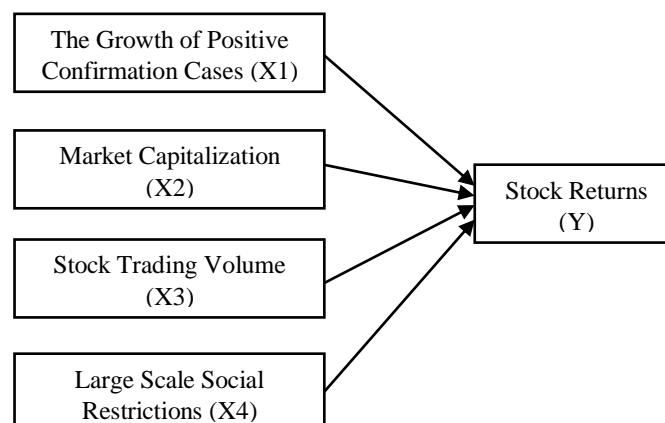 The Growth of Positive
Confirmation Cases (X1)
Market Capitalization
(X2)
Stock Trading Volume
(X3)
Large Scale Social
Restrictions (X4)
Stock Returns
(Y)